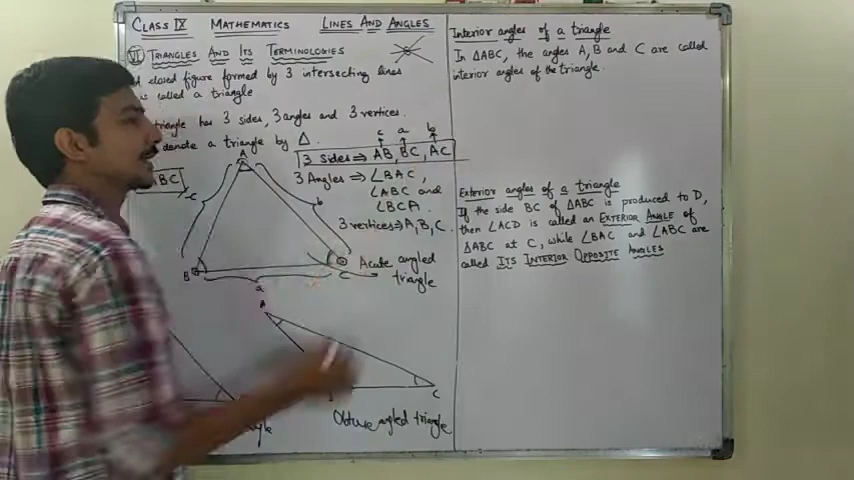 CLASS IX MATHEMATICS LINES AND ANGLES
VI TRIANGLES AND ITS TERMINOLOGIES
closed figure formed by 3 intersecting lines
is called a triangle
triangle has 3 sides, 3 angles and 3 vertices.
denote a triangle by Δ.
c a b
3 Sides ⇒ AB, BC, AC
BC
3 Angles ⇒ ∠BAC,
∠ABC and
∠BCA.
3 vertices ⇒ A, B, C.
A
c
b
B
C
a
Acute angled
triangle
A
C
Obtuse angled triangle
Interior angles of a triangle
In ΔABC, the angles A, B and C are called
interior angles of the triangle.
Exterior angles of a triangle
If the side BC of ΔABC is produced to D,
then ∠ACD is called an EXTERIOR ANGLE of
ΔABC at C, while ∠BAC and ∠ABC are
called ITS INTERIOR OPPOSITE ANGLES